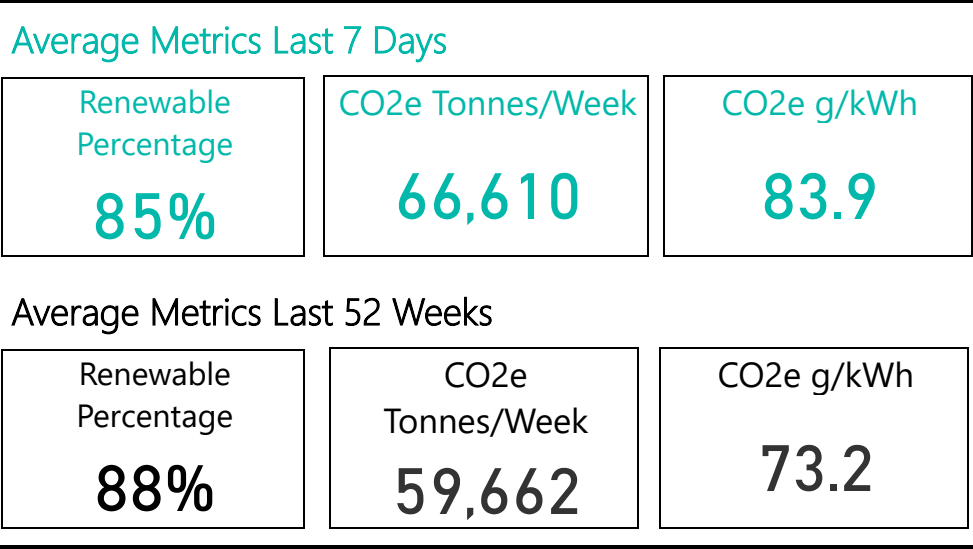 Average Metrics Last 7 Days
Renewable
Percentage
85%
CO2e Tonnes/Week
66,610
CO2e g/kWh
83.9
Average Metrics Last 52 Weeks
Renewable
Percentage
88%
CO2e
Tonnes/Week
59,662
CO2e g/kWh
73.2